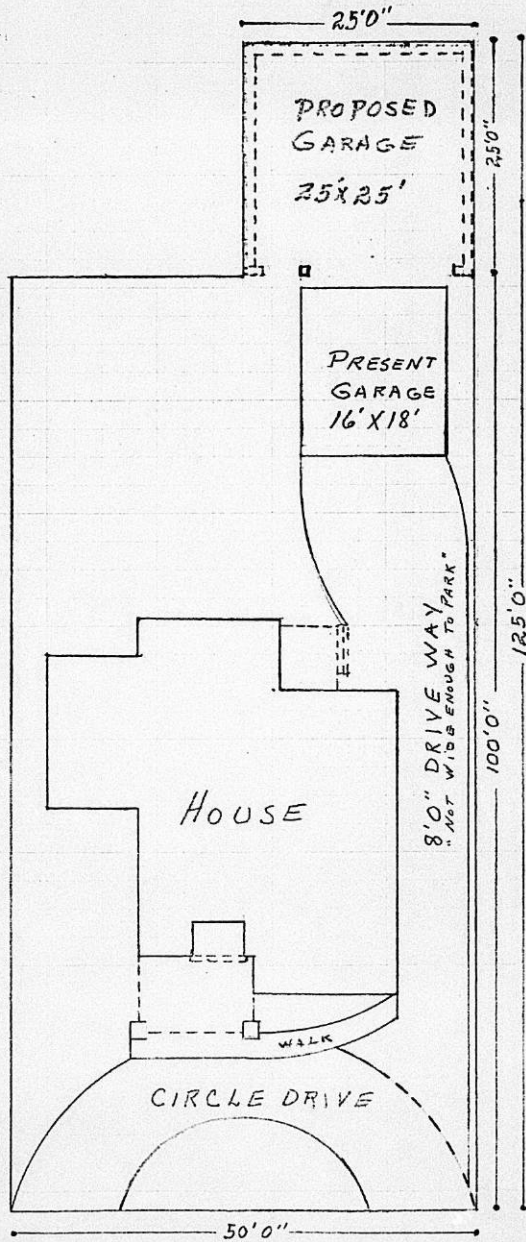 25'0"
PROPOSED
GARAGE
25'X25'
25'0"
PRESENT
GARAGE
16'X18'
8'0" DRIVE WAY
"NOT WIDE ENOUGH TO PARK"
100'0"
125'0"
HOUSE
WALK
CIRCLE DRIVE
50'0"